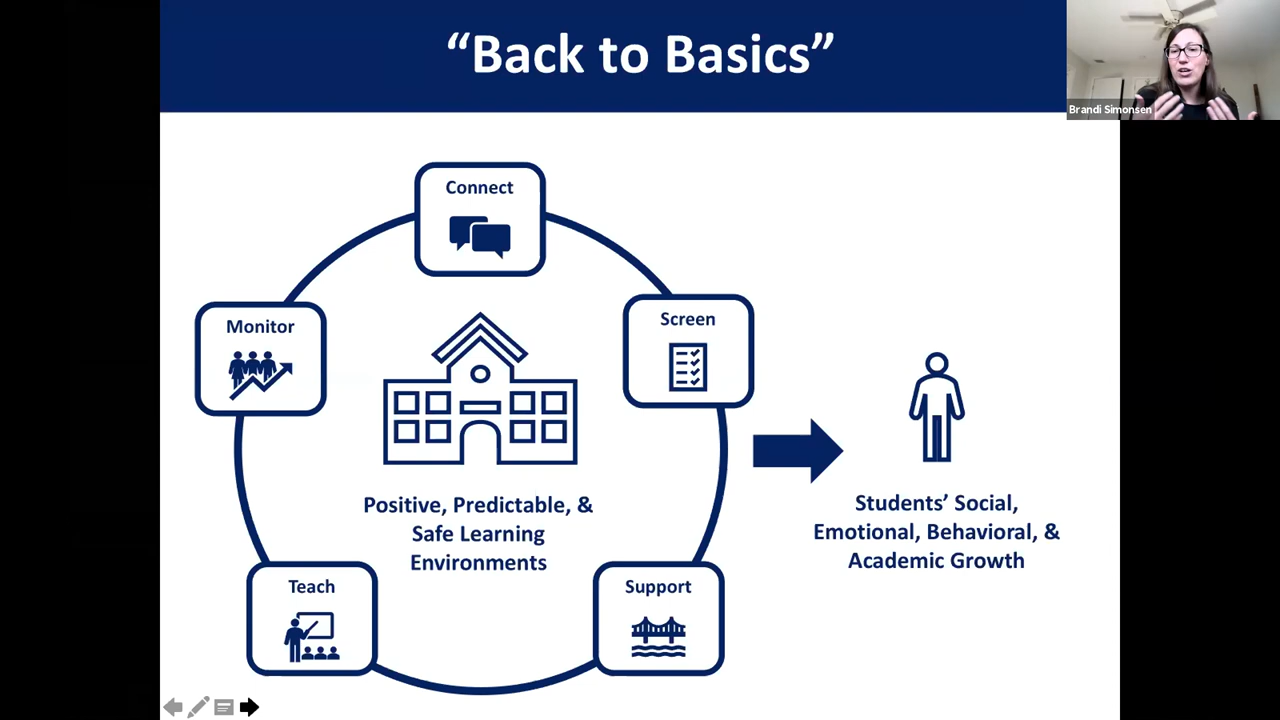 “Back to Basics”
Brandi Simonsen
Connect
Screen
Monitor
Positive, Predictable, &
Safe Learning
Environments
Students’ Social,
Emotional, Behavioral, &
Academic Growth
Teach
Support